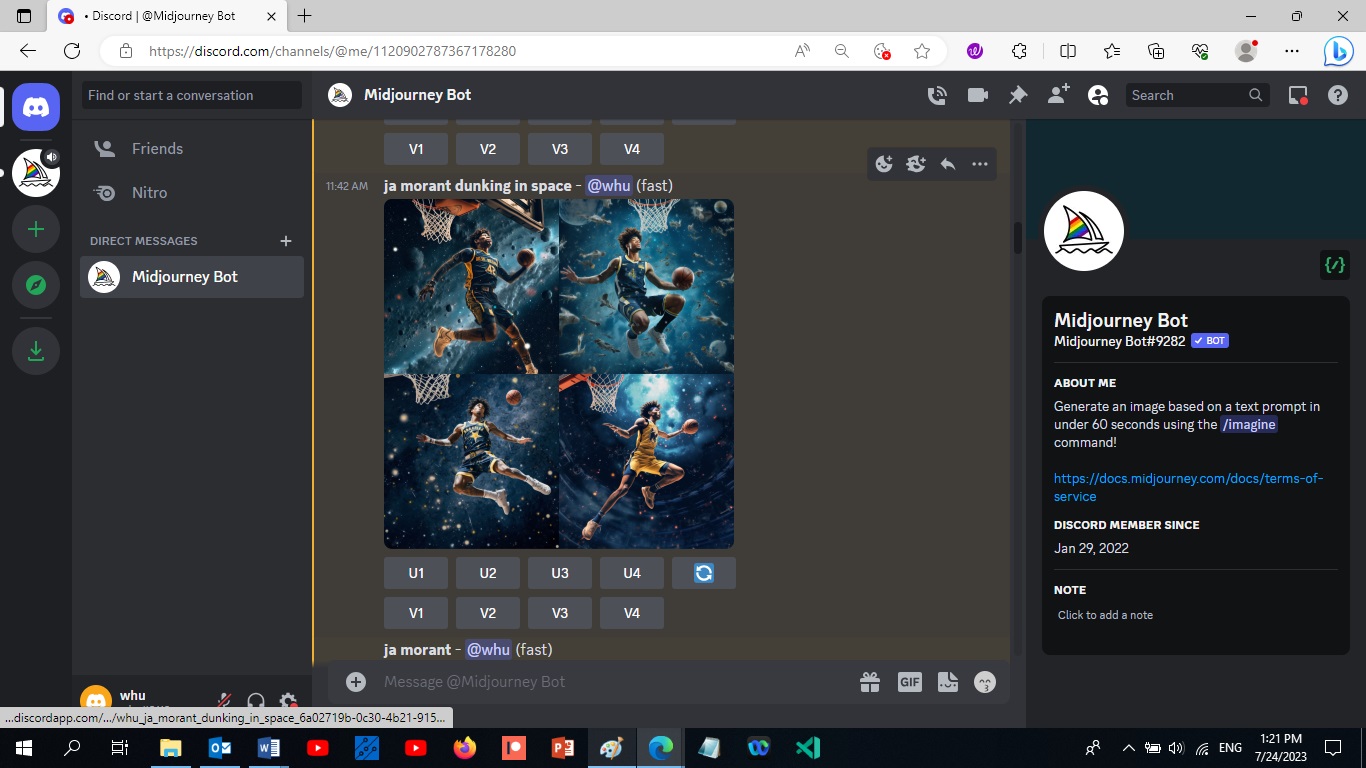 • Discord | @Midjourney Bot
https://discord.com/channels/@me/1120902787367178280
Find or start a conversation
Midjourney Bot
Search
Friends
Nitro
DIRECT MESSAGES
Midjourney Bot
V1 V2 V3 V4
11:42 AM ja morant dunking in space - @whu (fast)
U1 U2 U3 U4
V1 V2 V3 V4
ja morant - @whu (fast)
Message @Midjourney Bot
GIF
Midjourney Bot
Midjourney Bot#9282 BOT
ABOUT ME
Generate an image based on a text prompt in
under 60 seconds using the /imagine
command!
https://docs.midjourney.com/docs/terms-of-
service
DISCORD MEMBER SINCE
Jan 29, 2022
NOTE
Click to add a note
whu
...discordapp.com/.../whu_ja_morant_dunking_in_space_6a02719b-0c30-4b21-915...
ENG
1:21 PM
7/24/2023